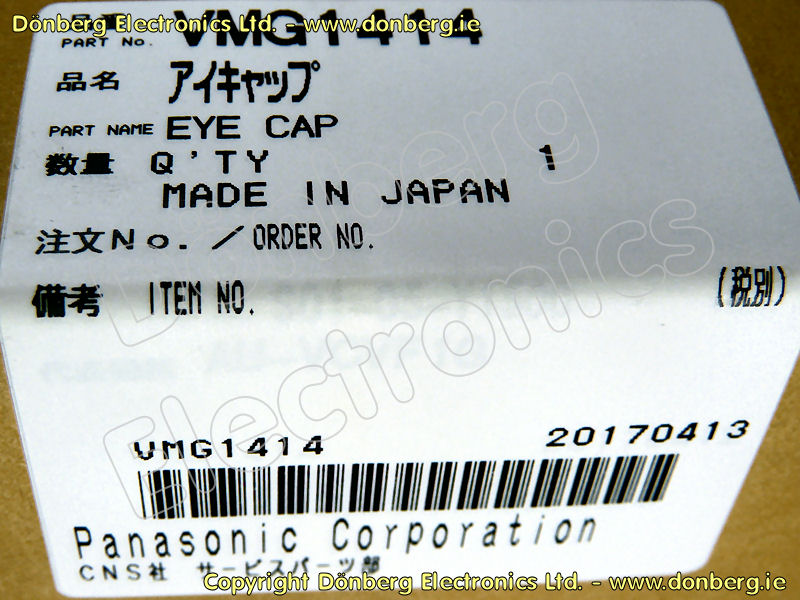 Dönberg Electronics Ltd. - www.donberg.ie
PART No. VMG1414
品名 アイキャップ
PART NAME EYE CAP
数量 Q'TY 1
MADE IN JAPAN
注文No./ORDER NO.
備考 ITEM NO. (税別)
Dönberg
Electronics
VMG1414 20170413
Panasonic Corporation
CNS社 サービスパーツ部
Copyright Dönberg Electronics Ltd. - www.donberg.ie